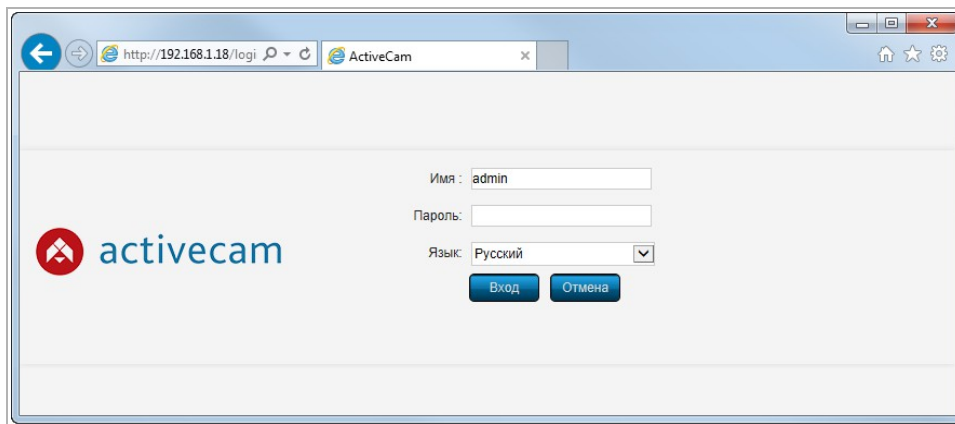 http://192.168.1.18/logi
ActiveCam
Имя :
admin
Пароль:
activecam
Язык:
Русский
Вход
Отмена